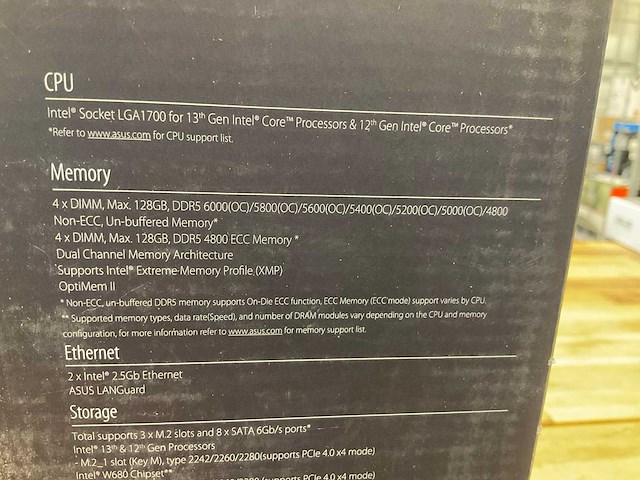 CPU
Intel® Socket LGA1700 for 13th Gen Intel® Core™ Processors & 12th Gen Intel® Core™ Processors*
*Refer to www.asus.com for CPU support list.
Memory
4 x DIMM, Max. 128GB, DDR5 6000(OC)/5800(OC)/5600(OC)/5400(OC)/5200(OC)/5000(OC)/4800
Non-ECC, Un-buffered Memory*
4 x DIMM, Max. 128GB, DDR5 4800 ECC Memory *
Dual Channel Memory Architecture
Supports Intel® Extreme Memory Profile (XMP)
OptiMem II
* Non-ECC, un-buffered DDR5 memory supports On-Die ECC function, ECC Memory (ECC mode) support varies by CPU.
** Supported memory types, data rate(Speed), and number of DRAM modules vary depending on the CPU and memory
configuration, for more information refer to www.asus.com for memory support list.
Ethernet
2 x Intel® 2.5Gb Ethernet
ASUS LANGuard
Storage
Total supports 3 x M.2 slots and 8 x SATA 6Gb/s ports*
Intel® 13th & 12th Gen Processors
- M.2_1 slot (Key M), type 2242/2260/2280(supports PCIe 4.0 x4 mode)
Intel® W680 Chipset**
(supports PCIe 4.0 x4 mode)